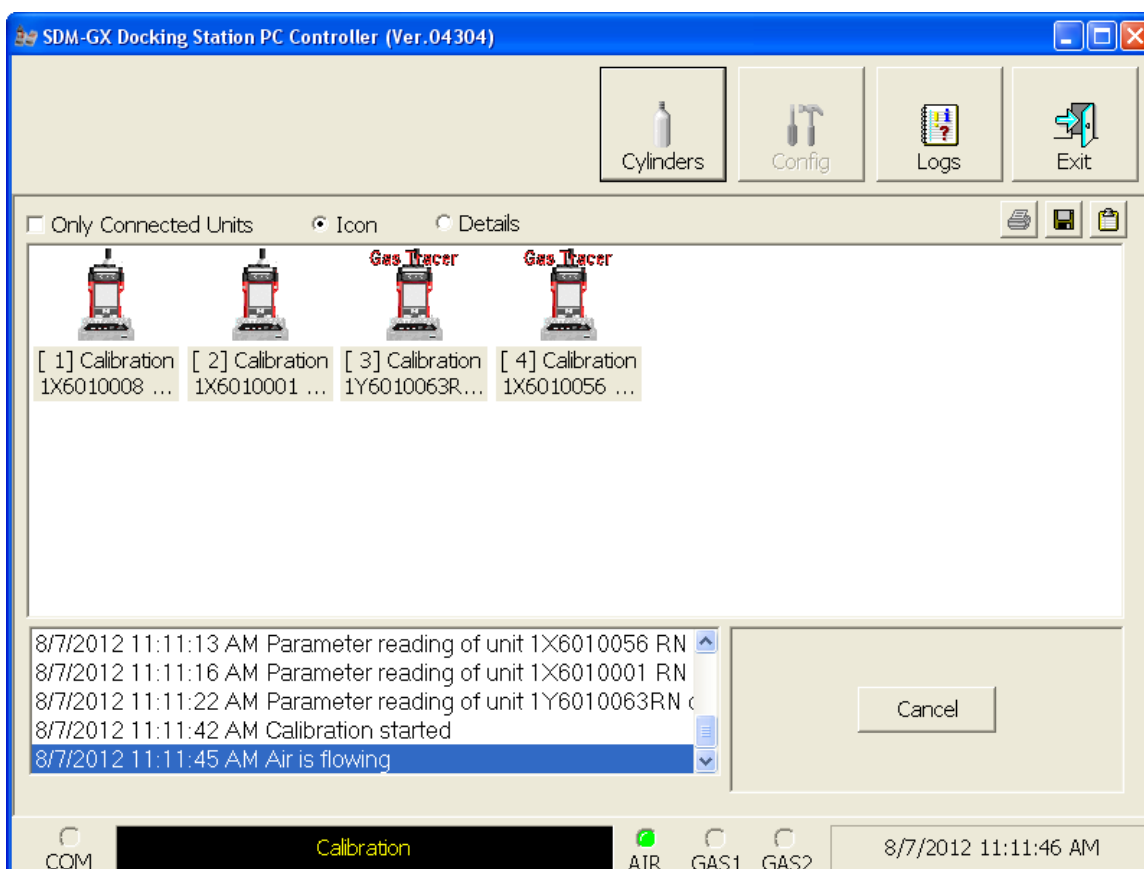 SDM-GX Docking Station PC Controller (Ver.04304)
Cylinders
Config
Logs
Exit
Only Connected Units
Icon
Details
Gas Tracer
Gas Tracer
[ 1] Calibration
1X6010008 ...
[ 2] Calibration
1X6010001 ...
[ 3] Calibration
1Y6010063R...
[ 4] Calibration
1X6010056 ...
8/7/2012 11:11:13 AM Parameter reading of unit 1X6010056 RN
8/7/2012 11:11:16 AM Parameter reading of unit 1X6010001 RN
8/7/2012 11:11:22 AM Parameter reading of unit 1Y6010063RN
8/7/2012 11:11:42 AM Calibration started
8/7/2012 11:11:45 AM Air is flowing
Cancel
COM
Calibration
AIR
GAS1
GAS2
8/7/2012 11:11:46 AM